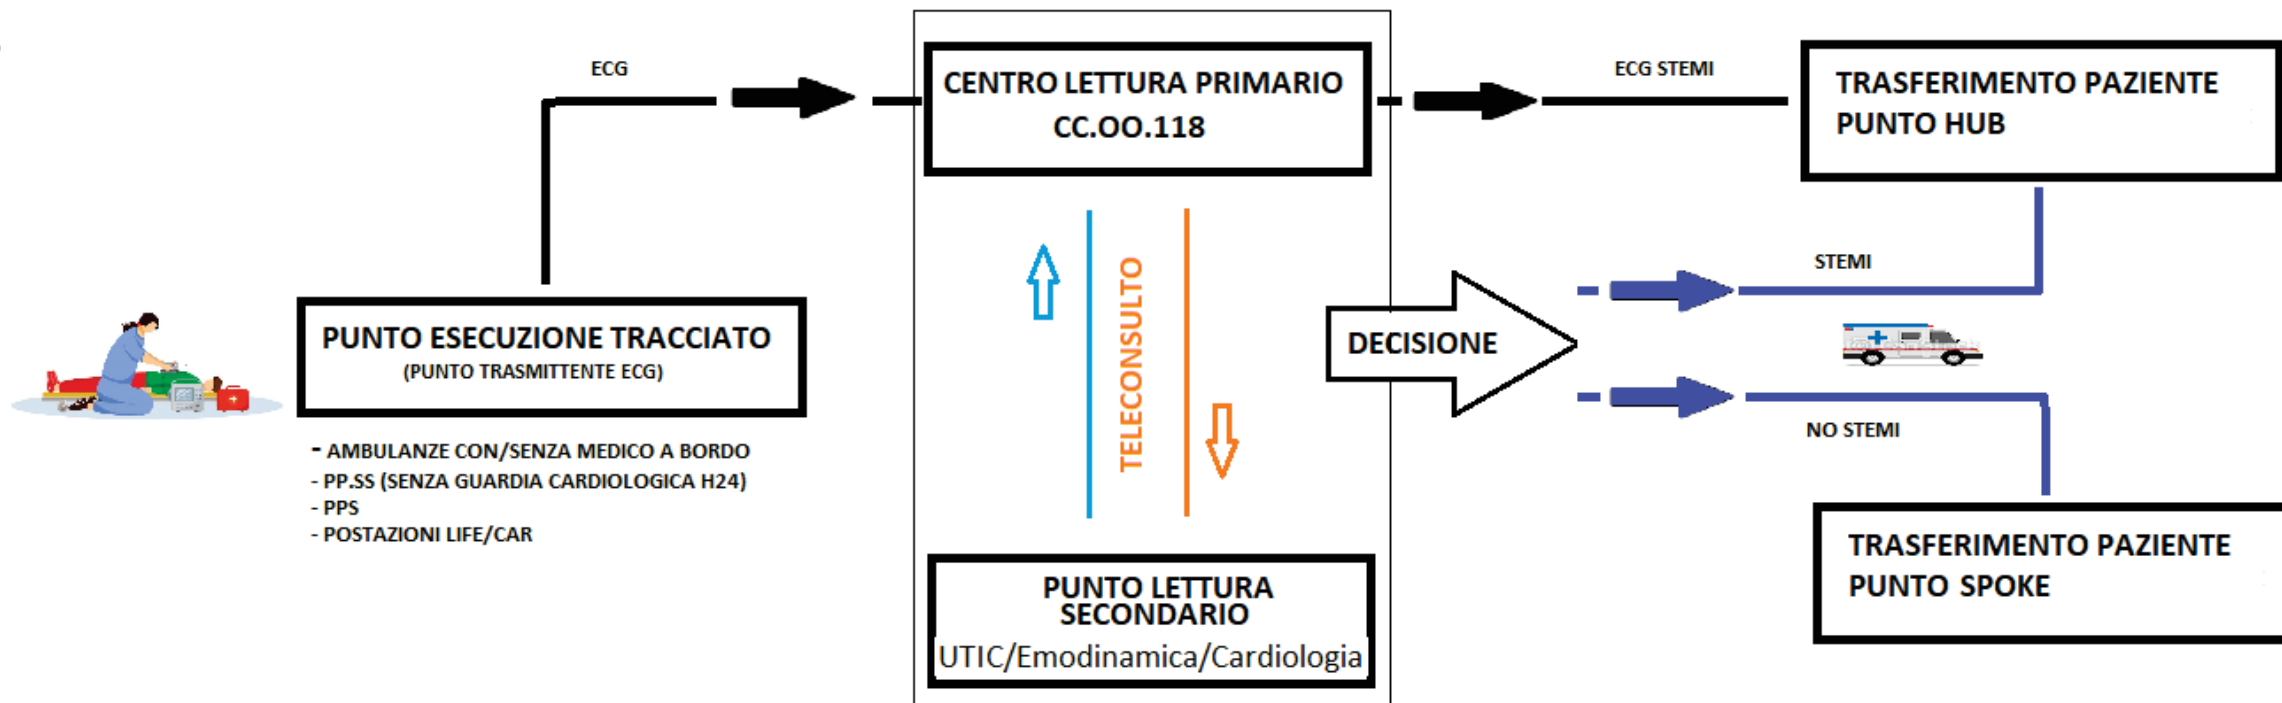 ECG
CENTRO LETTURA PRIMARIO
CC.OO.118
ECG STEMI
TRASFERIMENTO PAZIENTE
PUNTO HUB
PUNTO ESECUZIONE TRACCIATO
(PUNTO TRASMITTENTE ECG)
- AMBULANZE CON/SENZA MEDICO A BORDO
- PP.SS (SENZA GUARDIA CARDIOLOGICA H24)
- PPS
- POSTAZIONI LIFE/CAR
TELECONSULTO
PUNTO LETTURA
SECONDARIO
UTIC/Emodinamica/Cardiologia
DECISIONE
STEMI
NO STEMI
TRASFERIMENTO PAZIENTE
PUNTO SPOKE